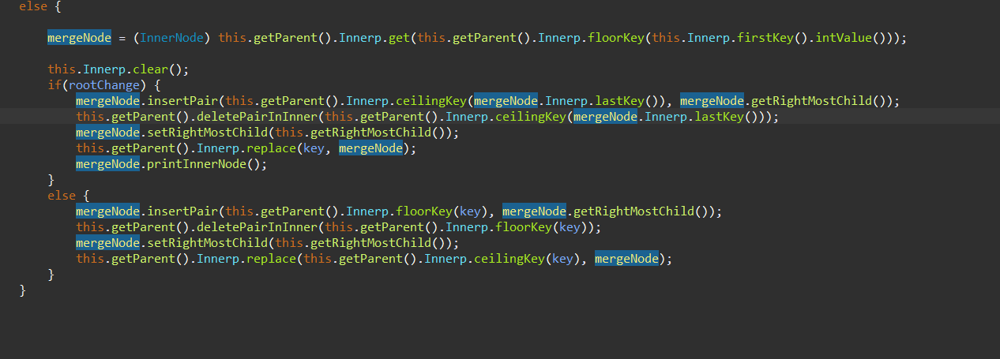 else {
mergeNode = (InnerNode) this.getParent().Innerp.get(this.getParent().Innerp.floorKey(this.Innerp.firstKey().intValue()));
this.Innerp.clear();
if(rootChange) {
mergeNode.insertPair(this.getParent().Innerp.ceilingKey(mergeNode.Innerp.lastKey()), mergeNode.getRightMostChild());
this.getParent().deletePairInInner(this.getParent().Innerp.ceilingKey(mergeNode.Innerp.lastKey()));
mergeNode.setRightMostChild(this.getRightMostChild());
this.getParent().Innerp.replace(key, mergeNode);
mergeNode.printInnerNode();
}
else {
mergeNode.insertPair(this.getParent().Innerp.floorKey(key), mergeNode.getRightMostChild());
this.getParent().deletePairInInner(this.getParent().Innerp.floorKey(key));
mergeNode.setRightMostChild(this.getRightMostChild());
this.getParent().Innerp.replace(this.getParent().Innerp.ceilingKey(key), mergeNode);
}
}